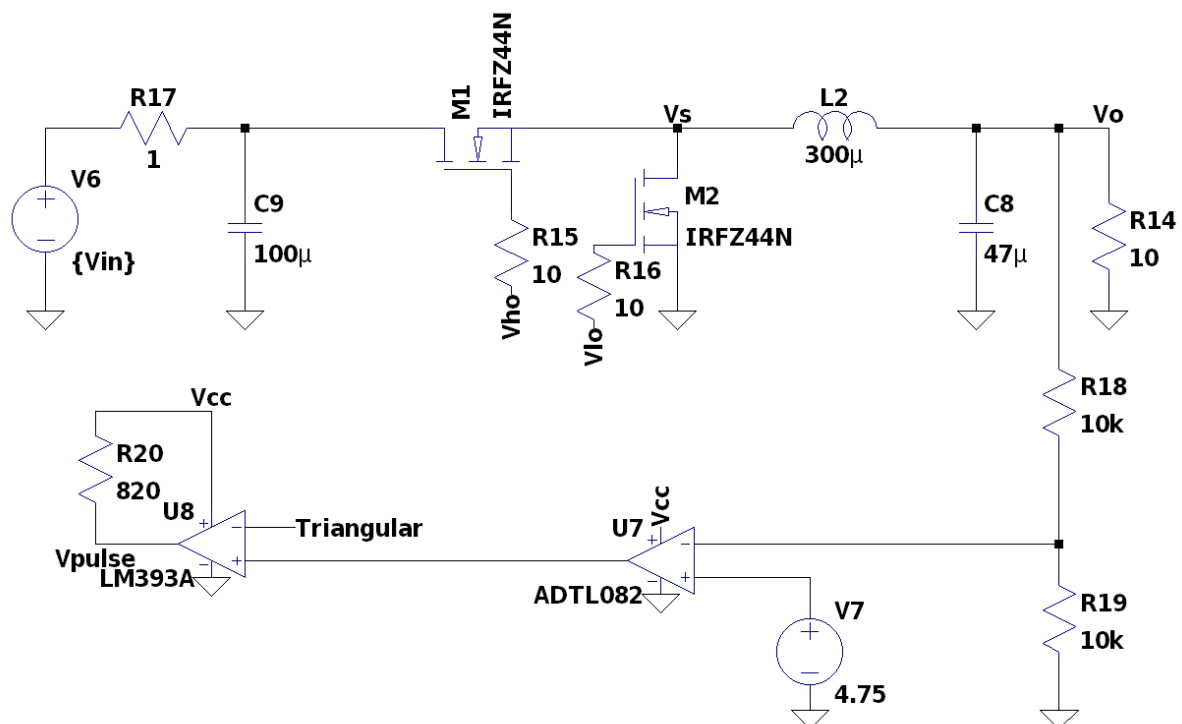 R17
1
V6
{Vin}
C9
100µ
M1
IRFZ44N
R15
10
Vho
Vs
M2
IRFZ44N
R16
10
Vlo
L2
300µ
Vo
C8
47µ
R14
10
R18
10k
Vcc
R20
820
U8
Triangular
Vpulse
LM393A
U7
Vcc
ADTL082
V7
4.75
R19
10k